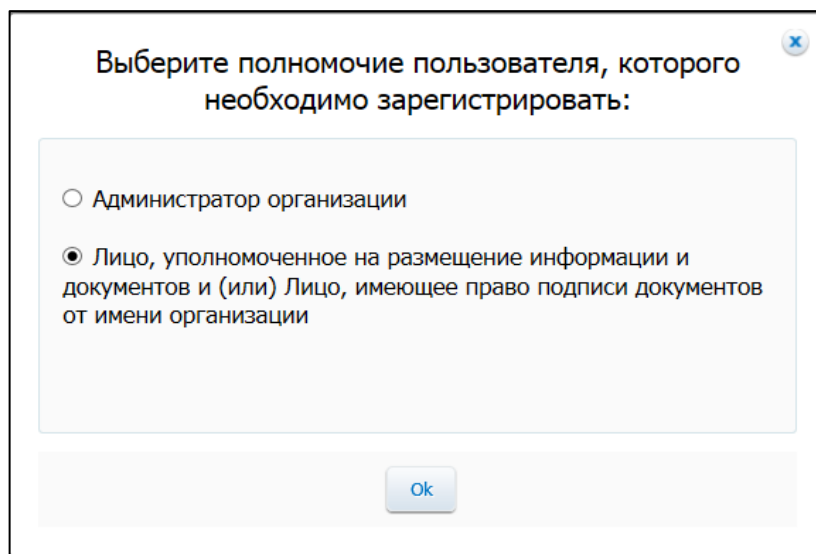 Выберите полномочие пользователя, которого
необходимо зарегистрировать:
Администратор организации
Лицо, уполномоченное на размещение информации и
документов и (или) Лицо, имеющее право подписи документов
от имени организации
Ok